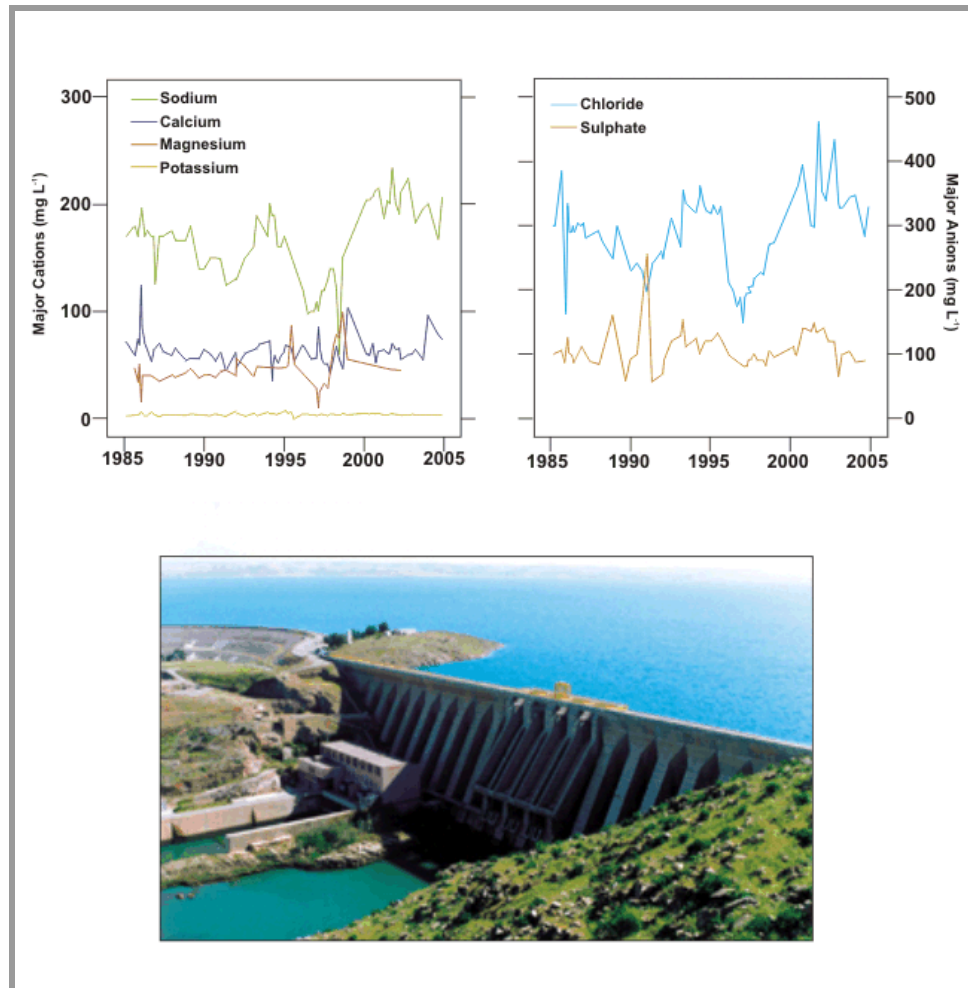 Major Cations (mg L⁻¹)
300
200
100
0
Sodium
Calcium
Magnesium
Potassium
1985
1990
1995
2000
2005
Chloride
Sulphate
500
400
300
200
100
0
Major Anions (mg L⁻¹)
1985
1990
1995
2000
2005